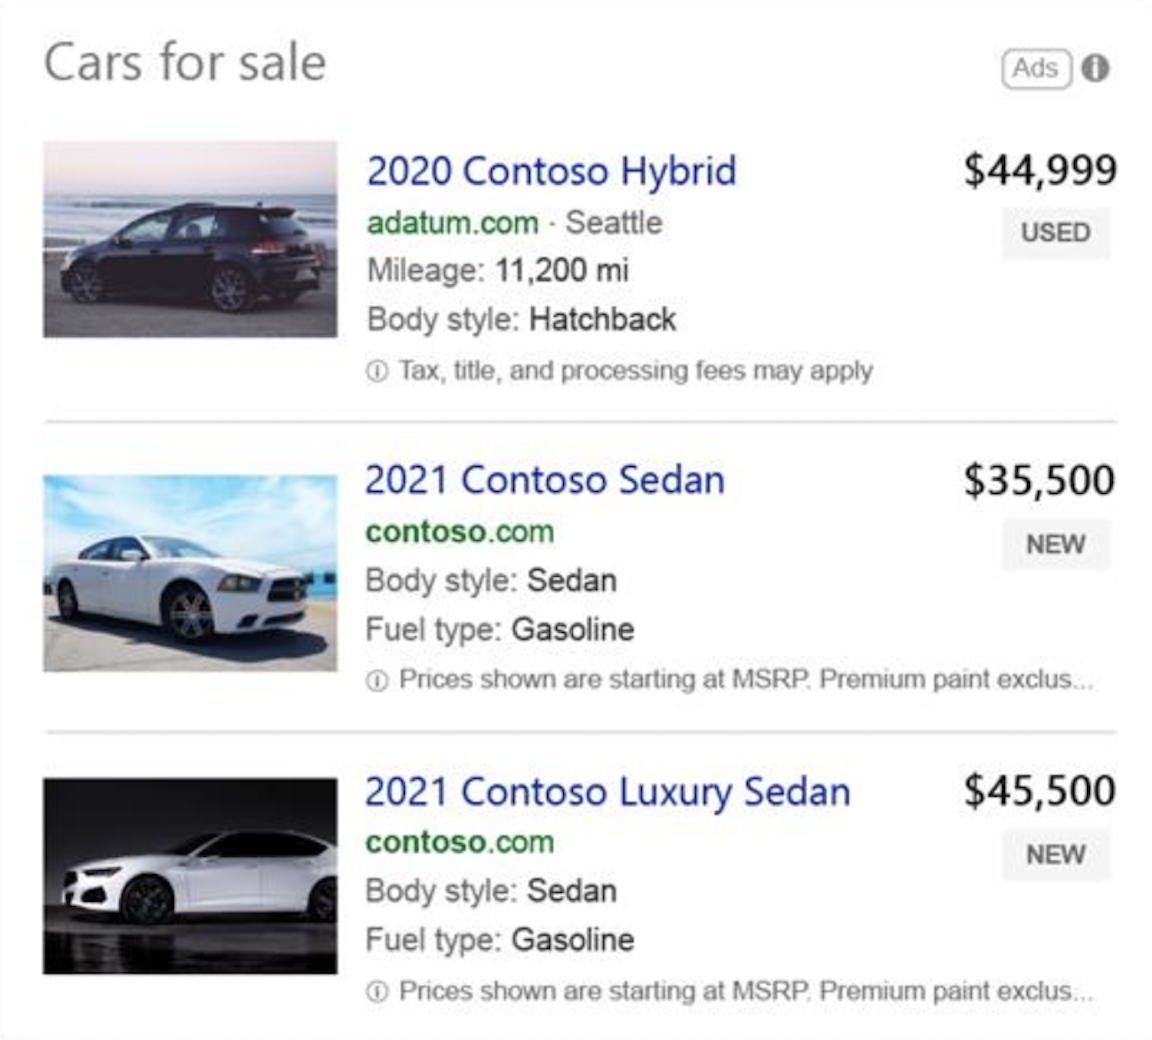 Cars for sale
Ads
2020 Contoso Hybrid
$44,999
adatum.com · Seattle
USED
Mileage: 11,200 mi
Body style: Hatchback
Tax, title, and processing fees may apply
2021 Contoso Sedan
$35,500
contoso.com
NEW
Body style: Sedan
Fuel type: Gasoline
Prices shown are starting at MSRP. Premium paint exclus...
2021 Contoso Luxury Sedan
$45,500
contoso.com
NEW
Body style: Sedan
Fuel type: Gasoline
Prices shown are starting at MSRP. Premium paint exclus...